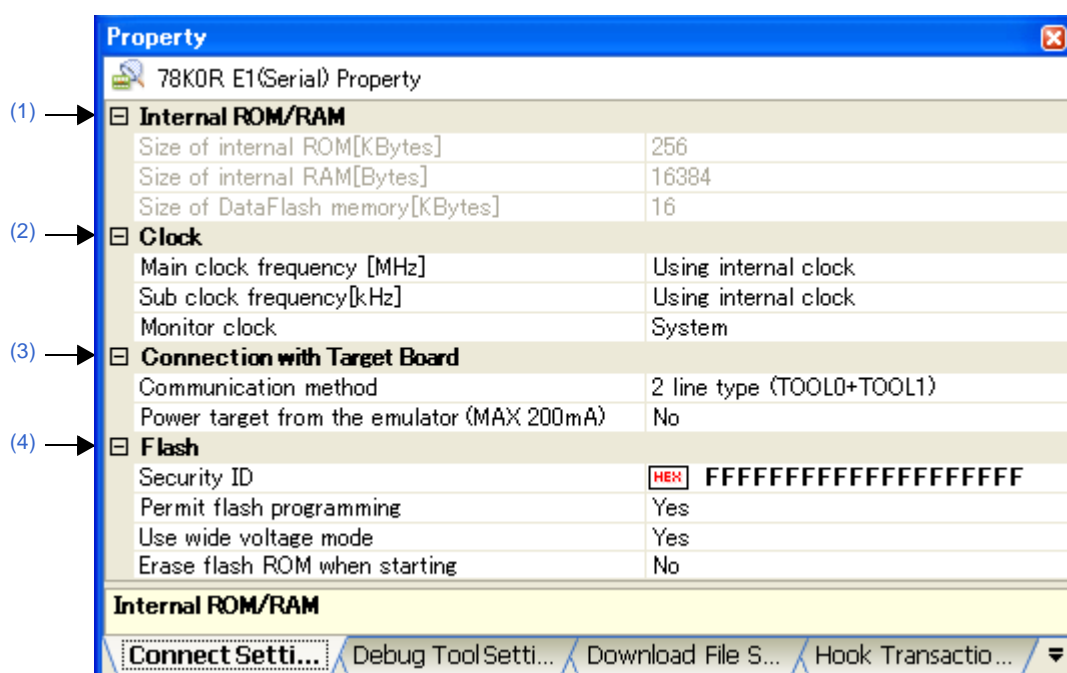 Property
78K0R E1(Serial) Property
(1) Internal ROM/RAM
Size of internal ROM[KBytes] 256
Size of internal RAM[Bytes] 16384
Size of DataFlash memory[KBytes] 16
(2) Clock
Main clock frequency [MHz] Using internal clock
Sub clock frequency[kHz] Using internal clock
Monitor clock System
(3) Connection with Target Board
Communication method 2 line type (TOOL0+TOOL1)
Power target from the emulator (MAX 200mA) No
(4) Flash
Security ID HEX FFFFFFFFFFFFFFFFFFFF
Permit flash programming Yes
Use wide voltage mode Yes
Erase flash ROM when starting No
Internal ROM/RAM
Connect Setti... Debug Tool Setti... Download File S... Hook Transactio...